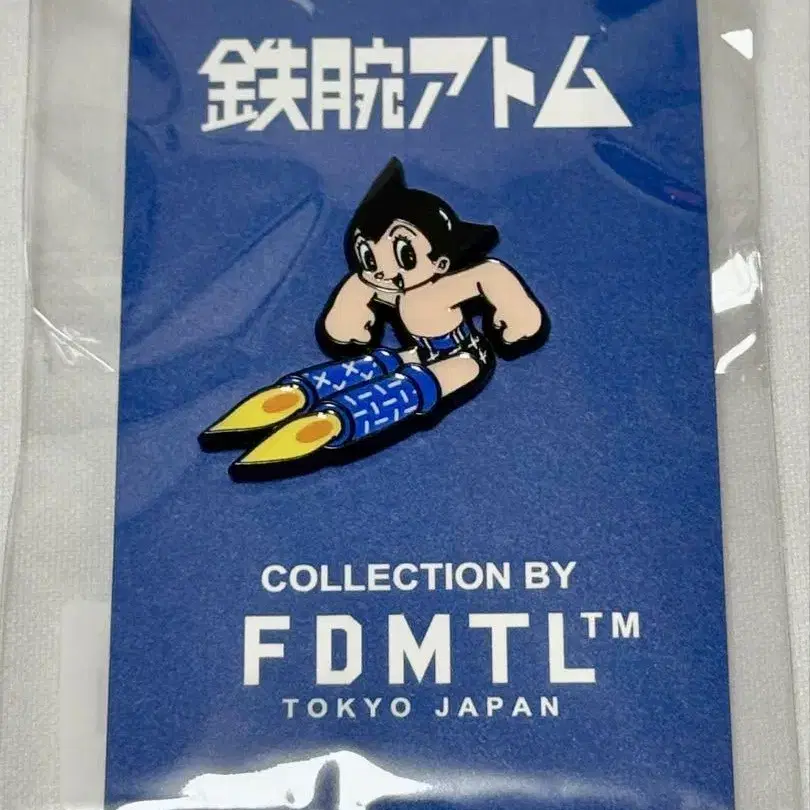 鉄腕アトム
COLLECTION BY
FDMTL™
TOKYO JAPAN